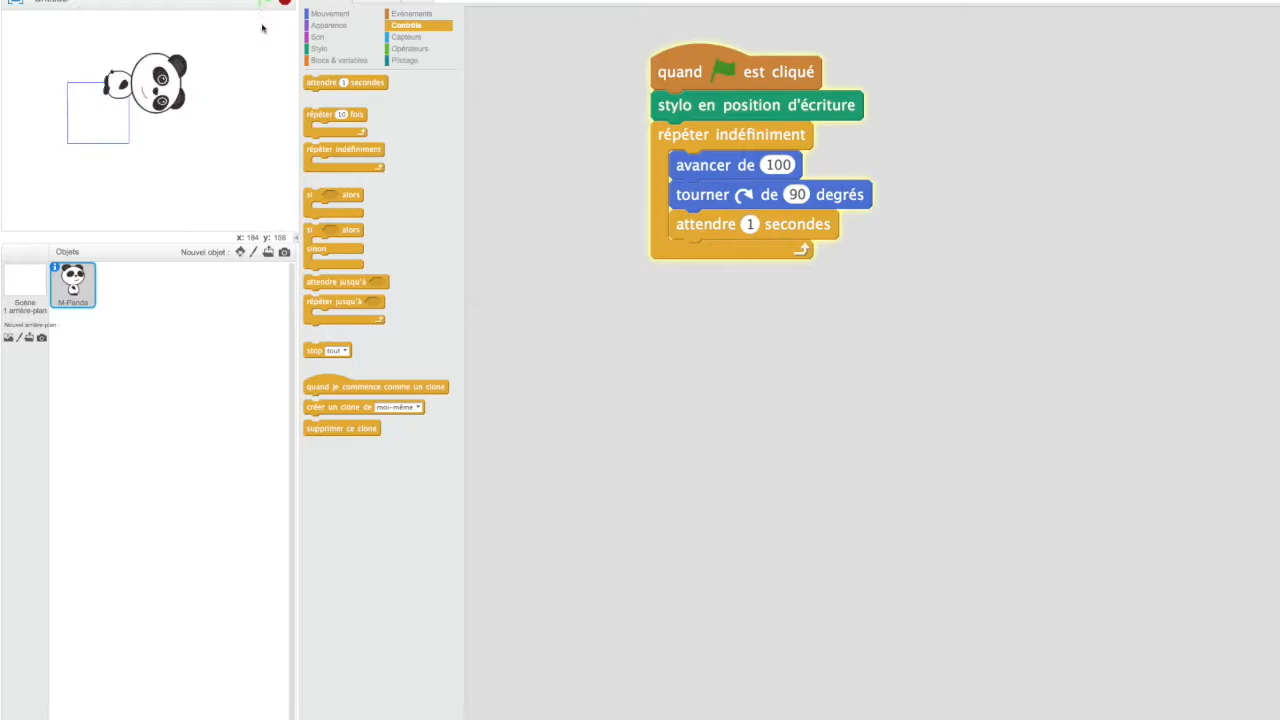 x: 184 y: 158
Objets
Nouvel objet :
Scène
1 arrière-plan
M-Panda
Nouvel arrière-plan :
Mouvement
Apparence
Son
Stylo
Blocs & variables
Evénements
Contrôle
Capteurs
Opérateurs
Pilotage
attendre 1 secondes
répéter 10 fois
répéter indéfiniment
si alors
si alors
sinon
attendre jusqu'à
répéter jusqu'à
stop tout
quand je commence comme un clone
créer un clone de moi-même
supprimer ce clone
quand est cliqué
stylo en position d'écriture
répéter indéfiniment
avancer de 100
tourner de 90 degrés
attendre 1 secondes